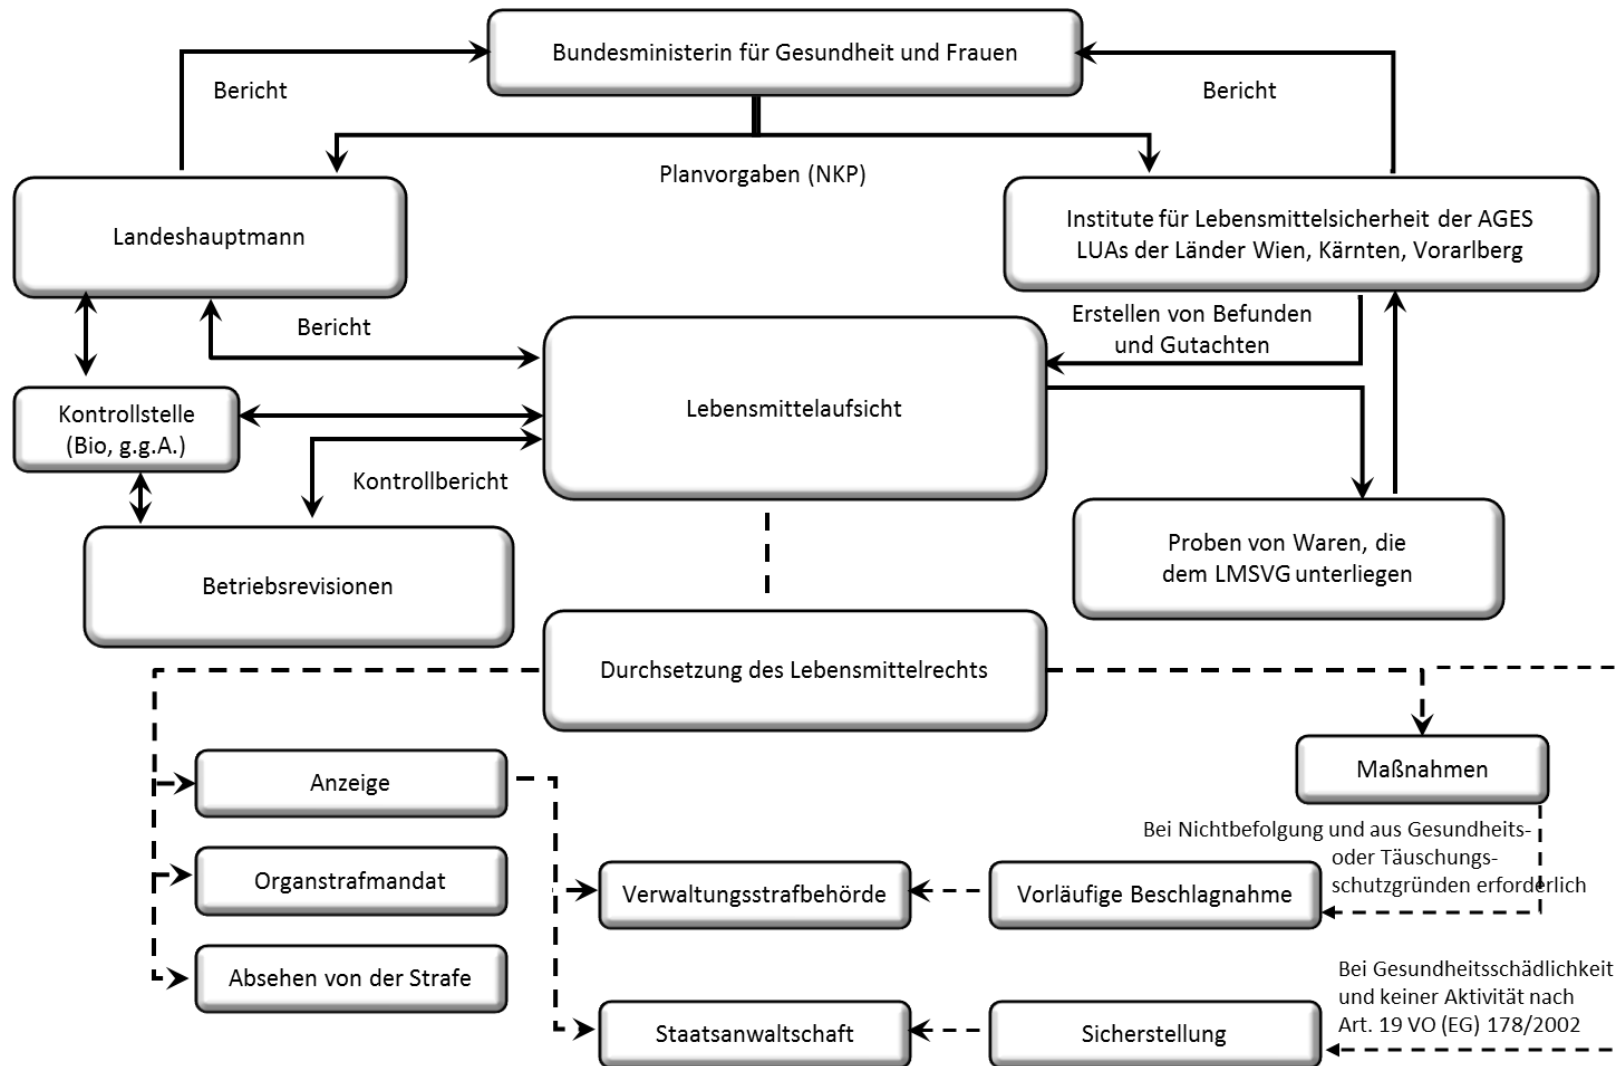 Bundesministerin für Gesundheit und Frauen
Bericht
Bericht
Planvorgaben (NKP)
Landeshauptmann
Institute für Lebensmittelsicherheit der AGES
LUAs der Länder Wien, Kärnten, Vorarlberg
Bericht
Erstellen von Befunden
und Gutachten
Kontrollstelle
(Bio, g.g.A.)
Lebensmittelaufsicht
Kontrollbericht
Betriebsrevisionen
Proben von Waren, die
dem LMSVG unterliegen
Durchsetzung des Lebensmittelrechts
Anzeige
Maßnahmen
Bei Nichtbefolgung und aus Gesundheits-
oder Täuschungs-
schutzgründen erforderlich
Organstrafmandat
Verwaltungsstrafbehörde
Vorläufige Beschlagnahme
Absehen von der Strafe
Bei Gesundheitsschädlichkeit
und keiner Aktivität nach
Art. 19 VO (EG) 178/2002
Staatsanwaltschaft
Sicherstellung